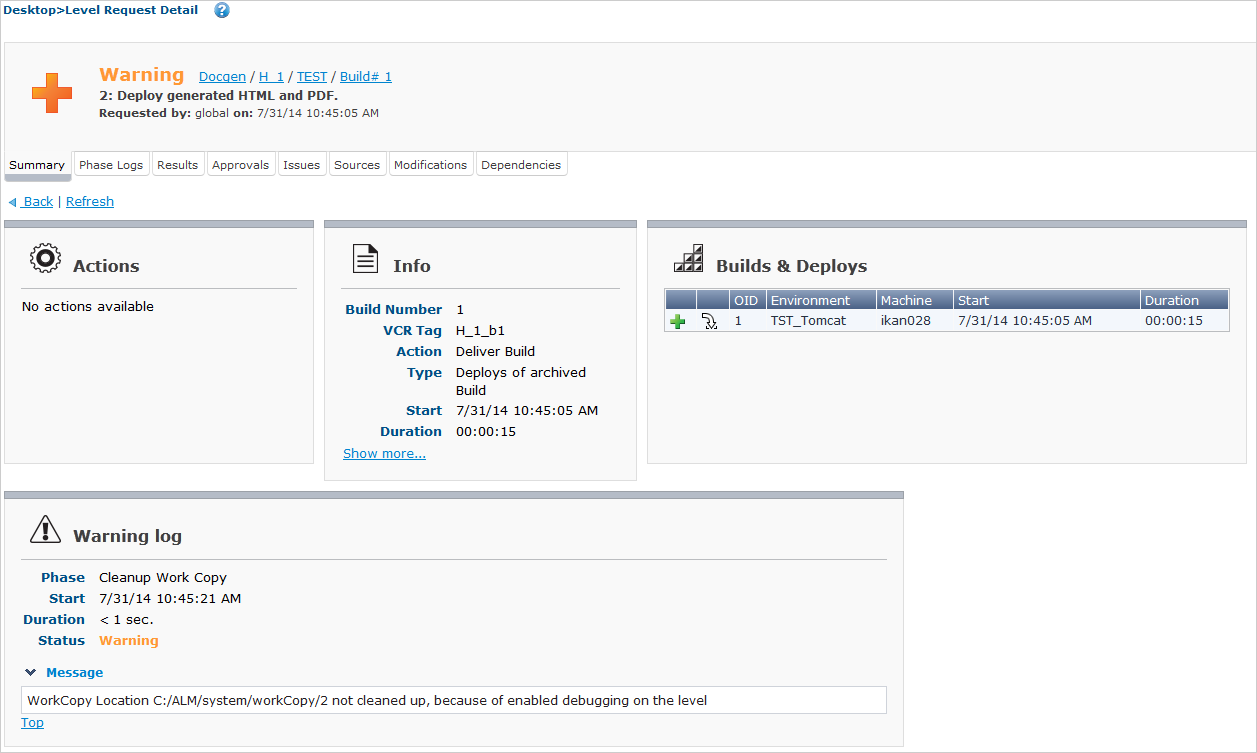 Desktop>Level Request Detail ?
Warning Docgen / H_1 / TEST / Build# 1
2: Deploy generated HTML and PDF.
Requested by: global on: 7/31/14 10:45:05 AM
Summary Phase Logs Results Approvals Issues Sources Modifications Dependencies
Back | Refresh
Actions
No actions available
Info
Build Number 1
VCR Tag H_1_b1
Action Deliver Build
Type Deploys of archived
Build
Start 7/31/14 10:45:05 AM
Duration 00:00:15
Show more...
Builds & Deploys
OID Environment Machine Start Duration
1 TST_Tomcat ikan028 7/31/14 10:45:05 AM 00:00:15
Warning log
Phase Cleanup Work Copy
Start 7/31/14 10:45:21 AM
Duration < 1 sec.
Status Warning
Message
WorkCopy Location C:/ALM/system/workCopy/2 not cleaned up, because of enabled debugging on the level
Top